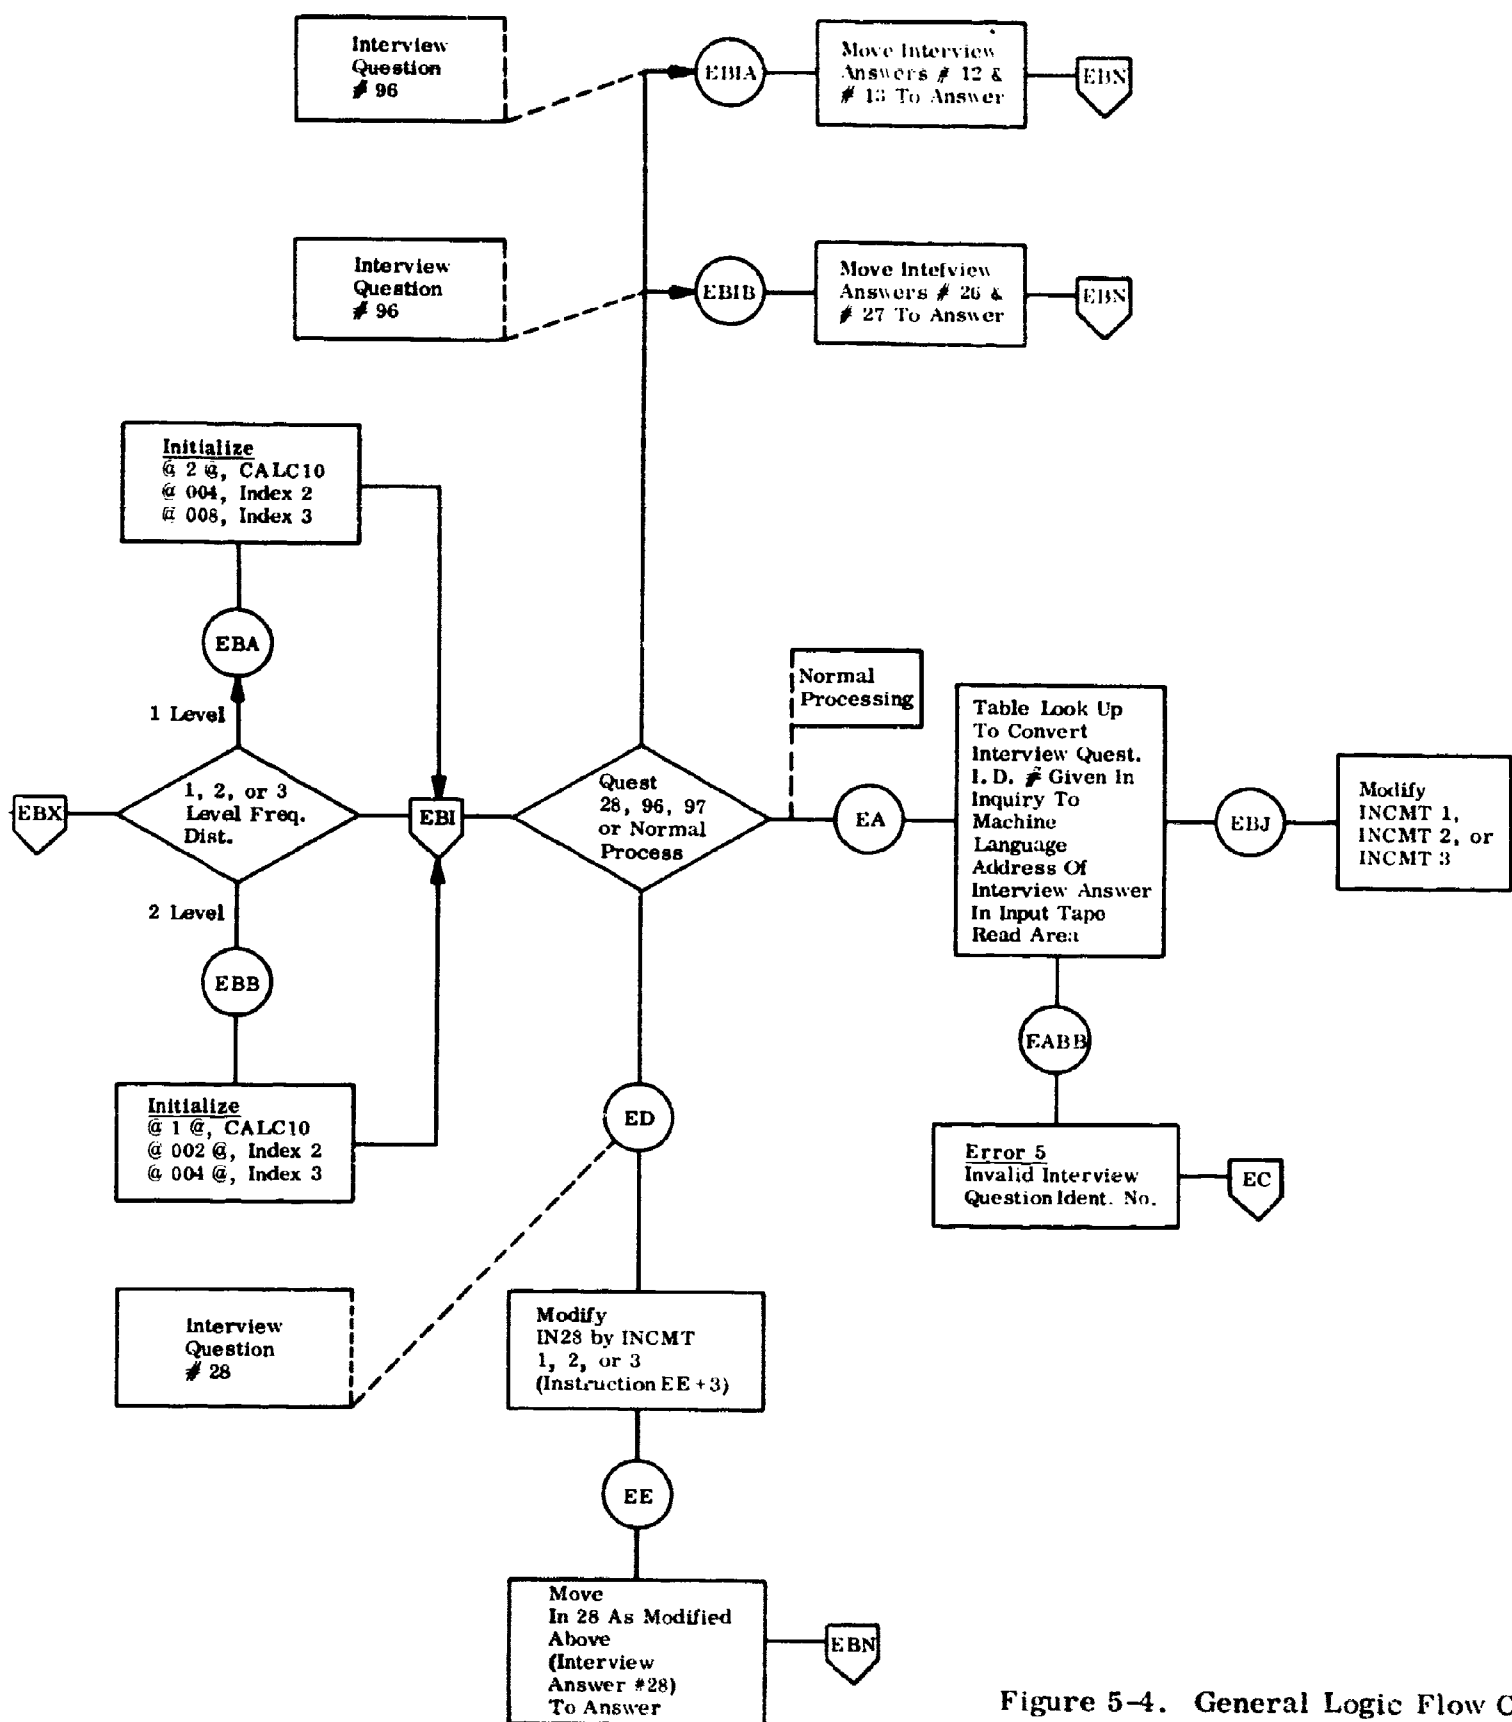 Interview
Question
# 96
EBIA
Move Interview
Answers # 12 &
# 13 To Answer
EBN
Interview
Question
# 96
EBIB
Move Intefview
Answers # 26 &
# 27 To Answer
EBN
Initialize
@ 2 @, CALC10
@ 004, Index 2
@ 008, Index 3
EBA
1 Level
EBX
1, 2, or 3
Level Freq.
Dist.
EBI
2 Level
EBB
Initialize
@ 1 @, CALC10
@ 002 @, Index 2
@ 004 @, Index 3
Quest
28, 96, 97
or Normal
Process
Normal
Processing
EA
Table Look Up
To Convert
Interview Quest.
I. D. # Given In
Inquiry To
Machine
Language
Address Of
Interview Answer
In Input Tape
Read Area
EBJ
Modify
INCMT 1,
INCMT 2, or
INCMT 3
EABB
Error 5
Invalid Interview
Question Ident. No.
EC
ED
Interview
Question
# 28
Modify
IN28 by INCMT
1, 2, or 3
(Instruction EE + 3)
EE
Move
In 28 As Modified
Above
(Interview
Answer #28)
To Answer
EBN
Figure 5-4. General Logic Flow C